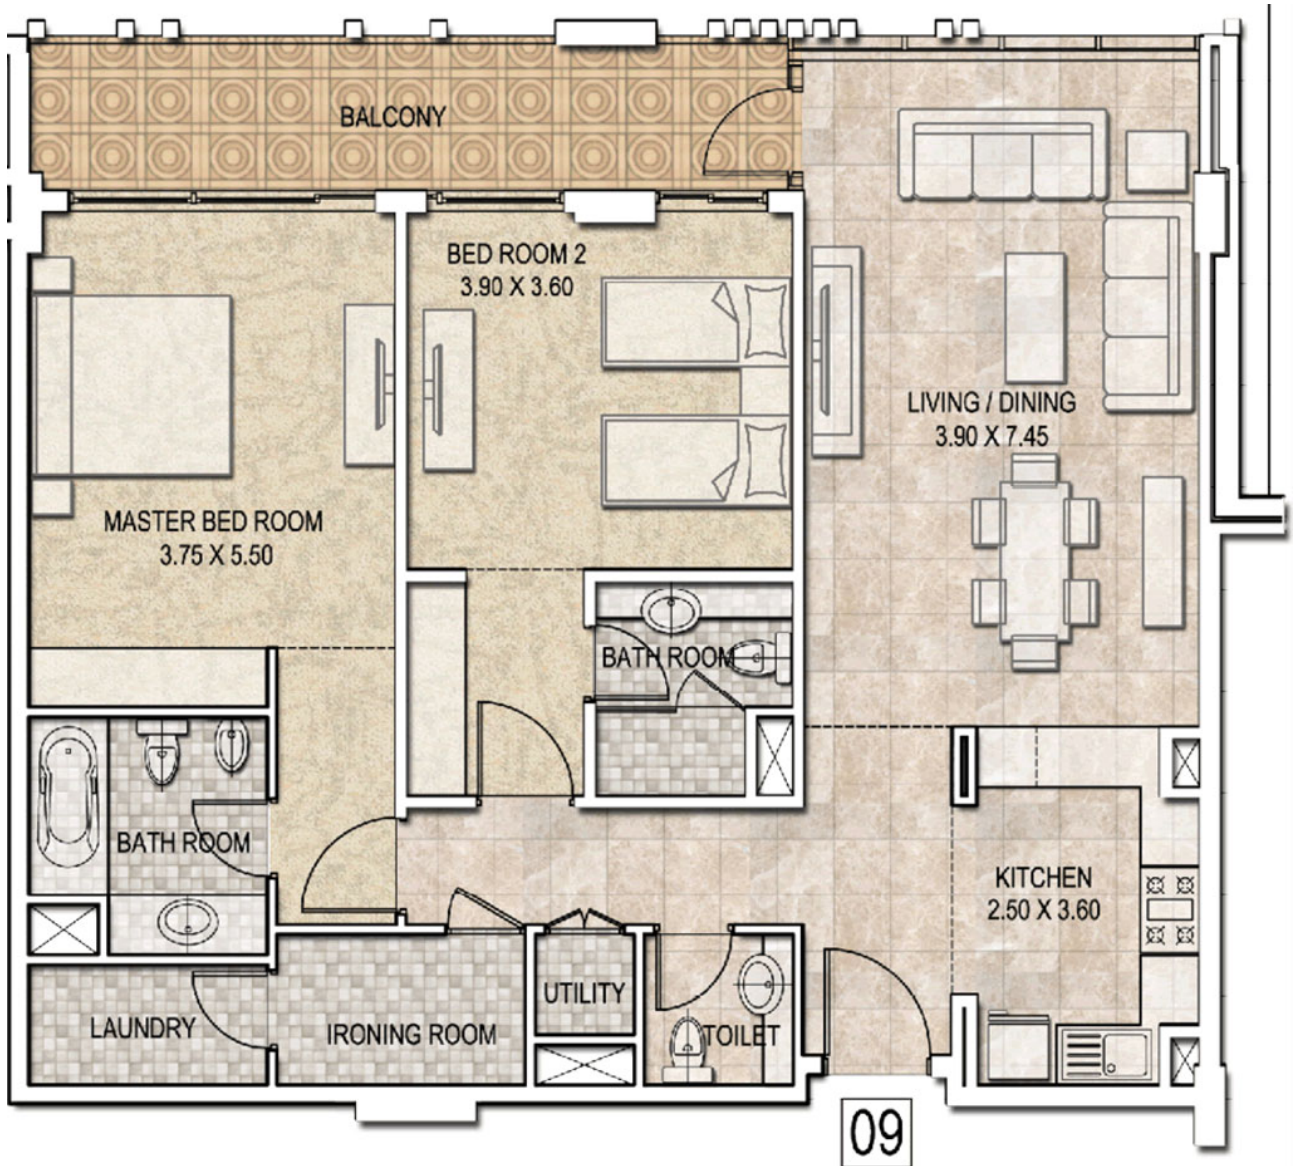 BALCONY
BED ROOM 2
3.90 X 3.60
LIVING / DINING
3.90 X 7.45
MASTER BED ROOM
3.75 X 5.50
BATH ROOM
BATH ROOM
KITCHEN
2.50 X 3.60
UTILITY
LAUNDRY
IRONING ROOM
TOILET
09